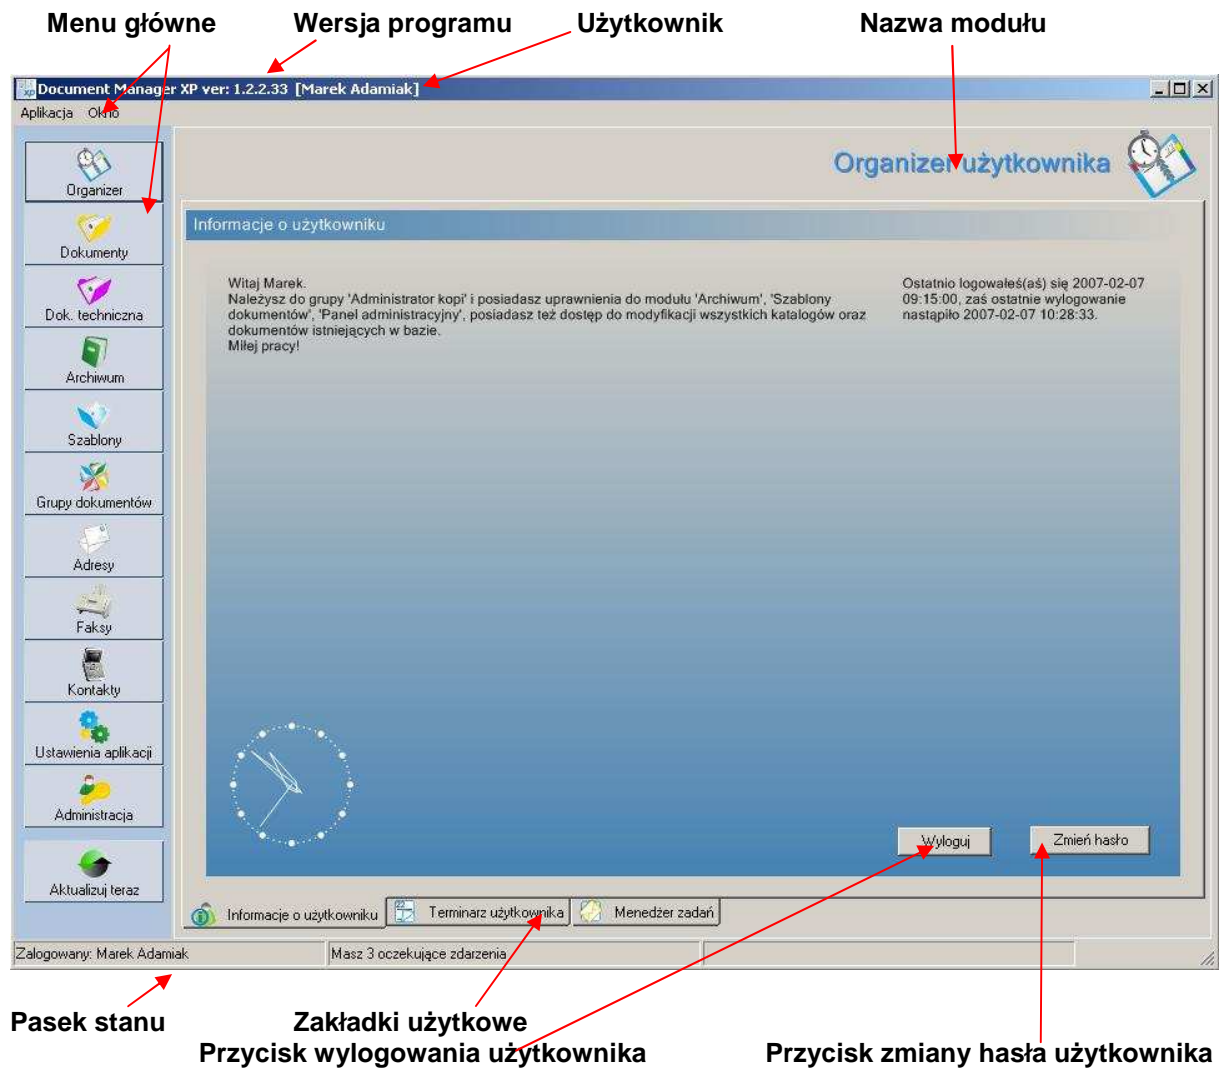 Menu główne Wersja programu Użytkownik Nazwa modułu
Document Manager XP ver: 1.2.2.33 [Marek Adamiak]
Aplikacja Okno
Organizer użytkownika
Organizer
Dokumenty
Dok. techniczna
Archiwum
Szablony
Grupy dokumentów
Adresy
Faksy
Kontakty
Ustawienia aplikacji
Administracja
Aktualizuj teraz
Informacje o użytkowniku
Witaj Marek.
Należysz do grupy 'Administrator kopi' i posiadasz uprawnienia do modułu 'Archiwum', 'Szablony
dokumentów', 'Panel administracyjny', posiadasz też dostęp do modyfikacji wszystkich katalogów oraz
dokumentów istniejących w bazie.
Miłej pracy!
Ostatnio logowałeś(aś) się 2007-02-07
09:15:00, zaś ostatnie wylogowanie
nastąpiło 2007-02-07 10:28:33.
Wyloguj Zmień hasło
Informacje o użytkowniku Terminarz użytkownika Menedżer zadań
Zalogowany: Marek Adamiak Masz 3 oczekujące zdarzenia
Pasek stanu Zakładki użytkowe
Przycisk wylogowania użytkownika Przycisk zmiany hasła użytkownika